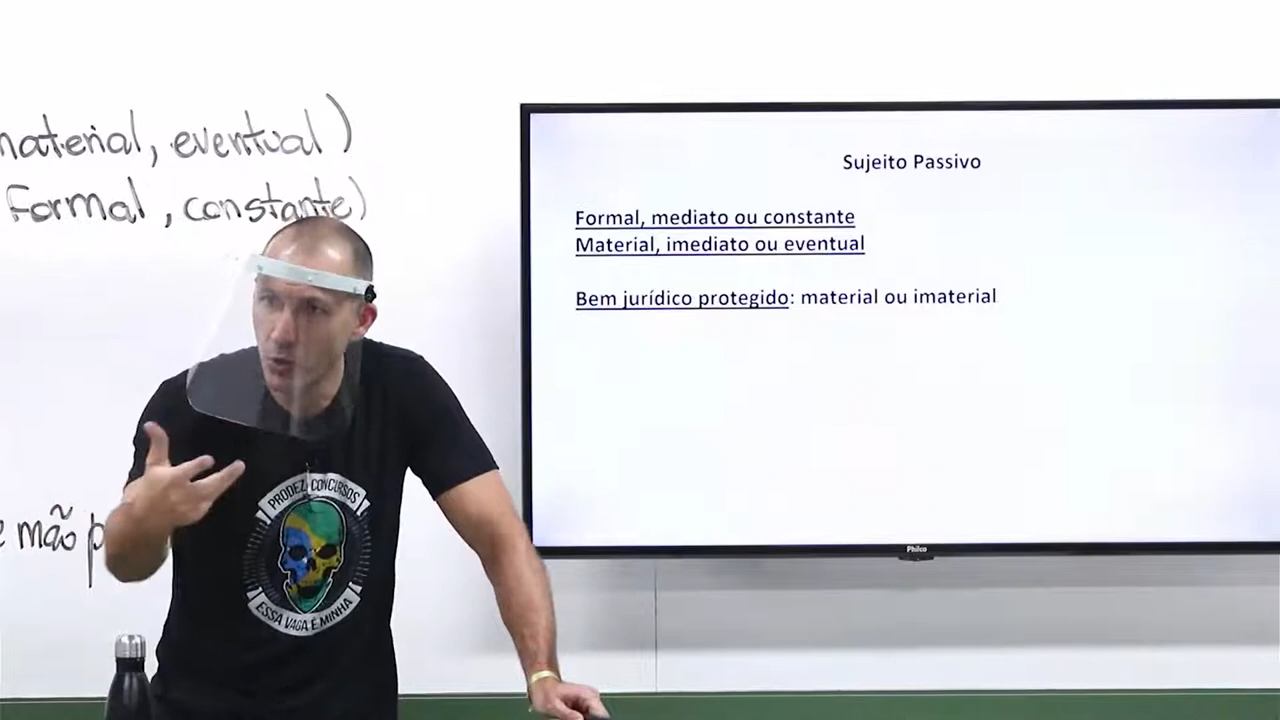 material, eventual)
formal, constante)
mão
Sujeito Passivo
Formal, mediato ou constante
Material, imediato ou eventual
Bem jurídico protegido: material ou imaterial
Philco
PRODEZ CONCURSOS
ESSA VAGA É MINHA